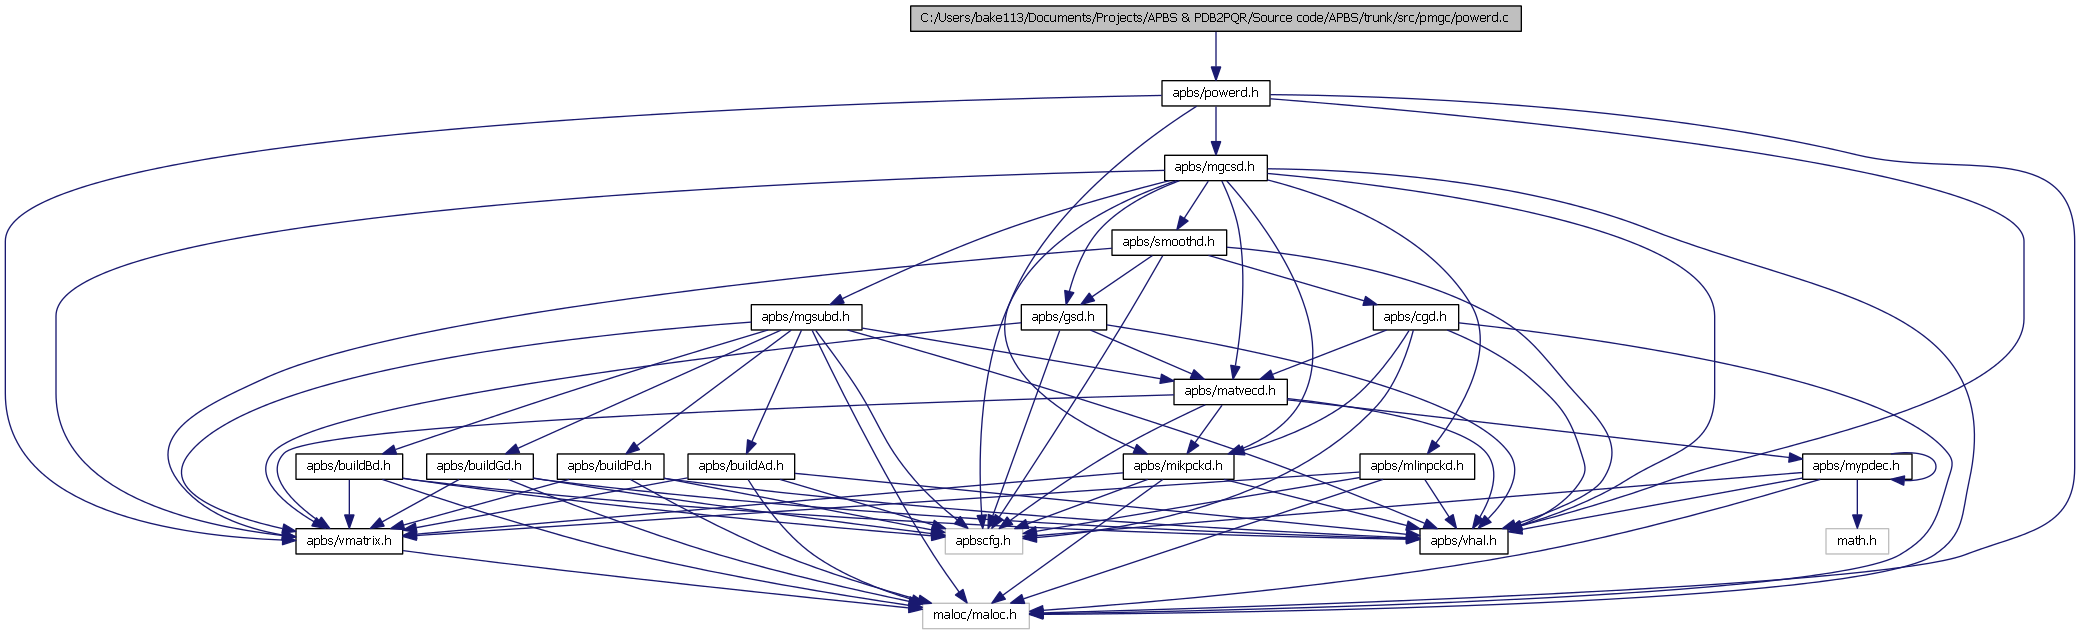 C:/Users/bake113/Documents/Projects/APBS & PDB2PQR/Source code/APBS/trunk/src/pmgc/powerd.c
apbs/powerd.h
apbs/mgcsd.h
apbs/smoothd.h
apbs/mgsubd.h
apbs/gsd.h
apbs/cgd.h
apbs/matvecd.h
apbs/buildBd.h
apbs/buildGd.h
apbs/buildPd.h
apbs/buildAd.h
apbs/mikpckd.h
apbs/mlinpckd.h
apbs/mypdec.h
apbs/vmatrix.h
apbscfg.h
apbs/vhal.h
math.h
maloc/maloc.h